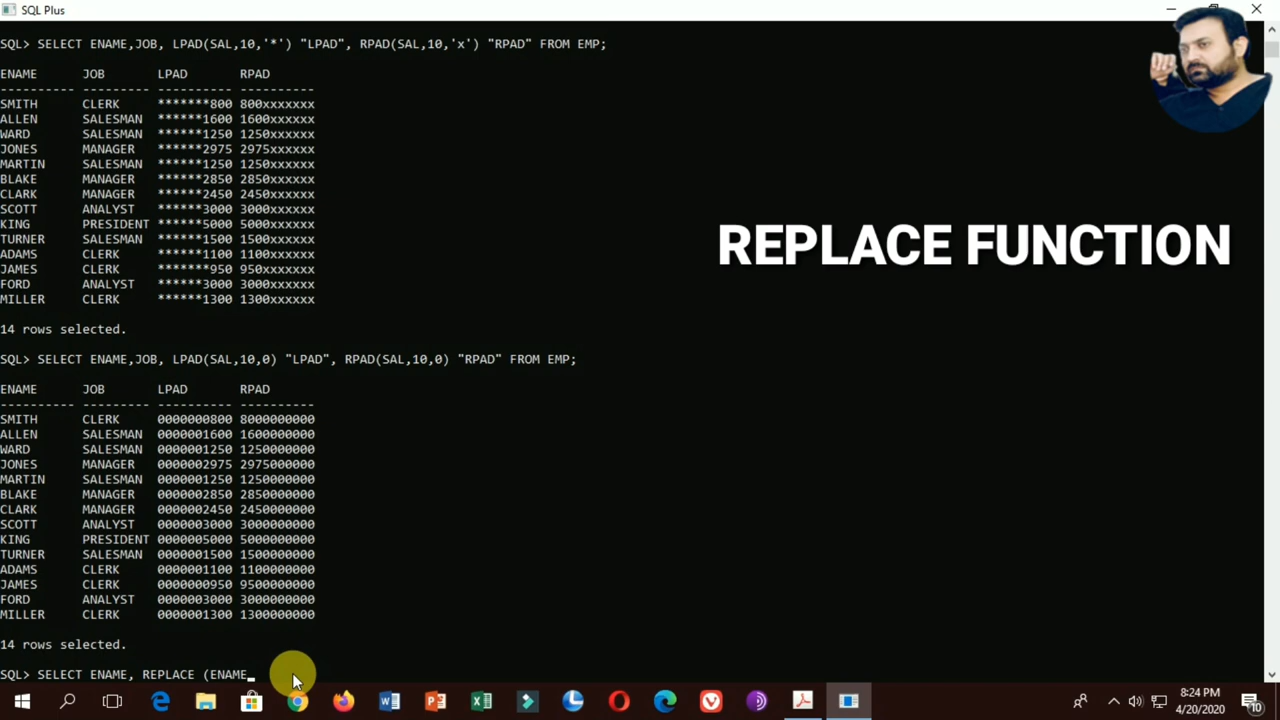 SQL Plus
SQL> SELECT ENAME,JOB, LPAD(SAL,10,'*') "LPAD", RPAD(SAL,10,'x') "RPAD" FROM EMP;
ENAME JOB LPAD RPAD
---------- --------- ---------- ----------
SMITH CLERK *******800 800xxxxxxx
ALLEN SALESMAN ******1600 1600xxxxxx
WARD SALESMAN ******1250 1250xxxxxx
JONES MANAGER ******2975 2975xxxxxx
MARTIN SALESMAN ******1250 1250xxxxxx
BLAKE MANAGER ******2850 2850xxxxxx
CLARK MANAGER ******2450 2450xxxxxx
SCOTT ANALYST ******3000 3000xxxxxx
KING PRESIDENT ******5000 5000xxxxxx
TURNER SALESMAN ******1500 1500xxxxxx
ADAMS CLERK ******1100 1100xxxxxx
JAMES CLERK *******950 950xxxxxxx
FORD ANALYST ******3000 3000xxxxxx
MILLER CLERK ******1300 1300xxxxxx
REPLACE FUNCTION
14 rows selected.
SQL> SELECT ENAME,JOB, LPAD(SAL,10,0) "LPAD", RPAD(SAL,10,0) "RPAD" FROM EMP;
ENAME JOB LPAD RPAD
---------- --------- ---------- ----------
SMITH CLERK 0000000800 8000000000
ALLEN SALESMAN 0000001600 1600000000
WARD SALESMAN 0000001250 1250000000
JONES MANAGER 0000002975 2975000000
MARTIN SALESMAN 0000001250 1250000000
BLAKE MANAGER 0000002850 2850000000
CLARK MANAGER 0000002450 2450000000
SCOTT ANALYST 0000003000 3000000000
KING PRESIDENT 0000005000 5000000000
TURNER SALESMAN 0000001500 1500000000
ADAMS CLERK 0000001100 1100000000
JAMES CLERK 0000000950 9500000000
FORD ANALYST 0000003000 3000000000
MILLER CLERK 0000001300 1300000000
14 rows selected.
SQL> SELECT ENAME, REPLACE (ENAME_
8:24 PM
4/20/2020
10